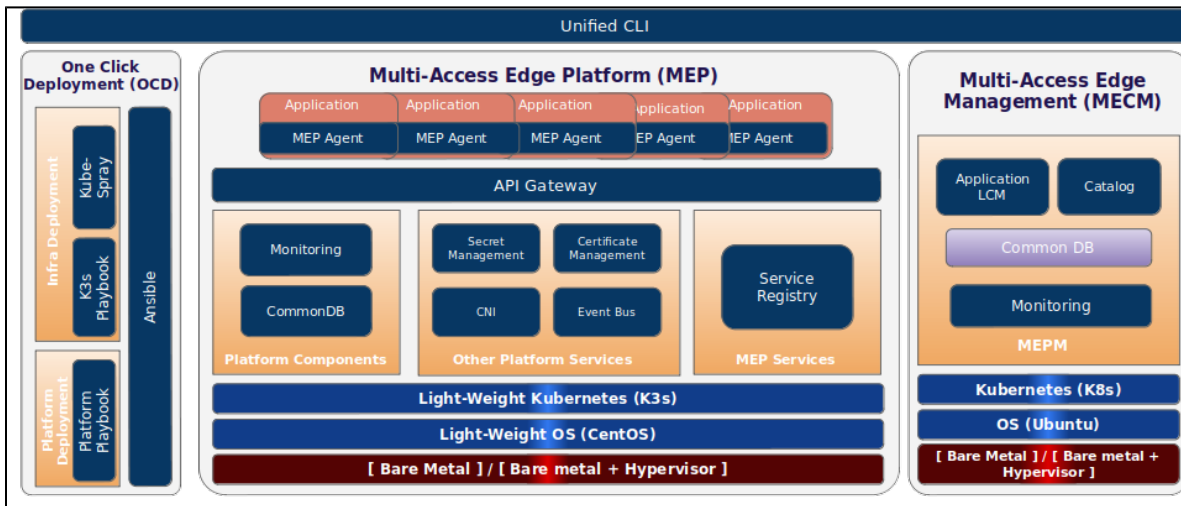 Unified CLI
One Click
Deployment (OCD)
Infra Deployment
Kube-
Spray
K3s
Playbook
Ansible
Platform
Deployment
Platform
Playbook
Multi-Access Edge Platform (MEP)
Application
Application
Application
Application
Application
MEP Agent
MEP Agent
MEP Agent
MEP Agent
MEP Agent
API Gateway
Monitoring
CommonDB
Platform Components
Secret
Management
Certificate
Management
CNI
Event Bus
Other Platform Services
Service
Registry
MEP Services
Light-Weight Kubernetes (K3s)
Light-Weight OS (CentOS)
[ Bare Metal ] / [ Bare metal + Hypervisor ]
Multi-Access Edge
Management (MECM)
Application
LCM
Catalog
Common DB
Monitoring
MEPM
Kubernetes (K8s)
OS (Ubuntu)
[ Bare Metal ] / [ Bare metal +
Hypervisor ]